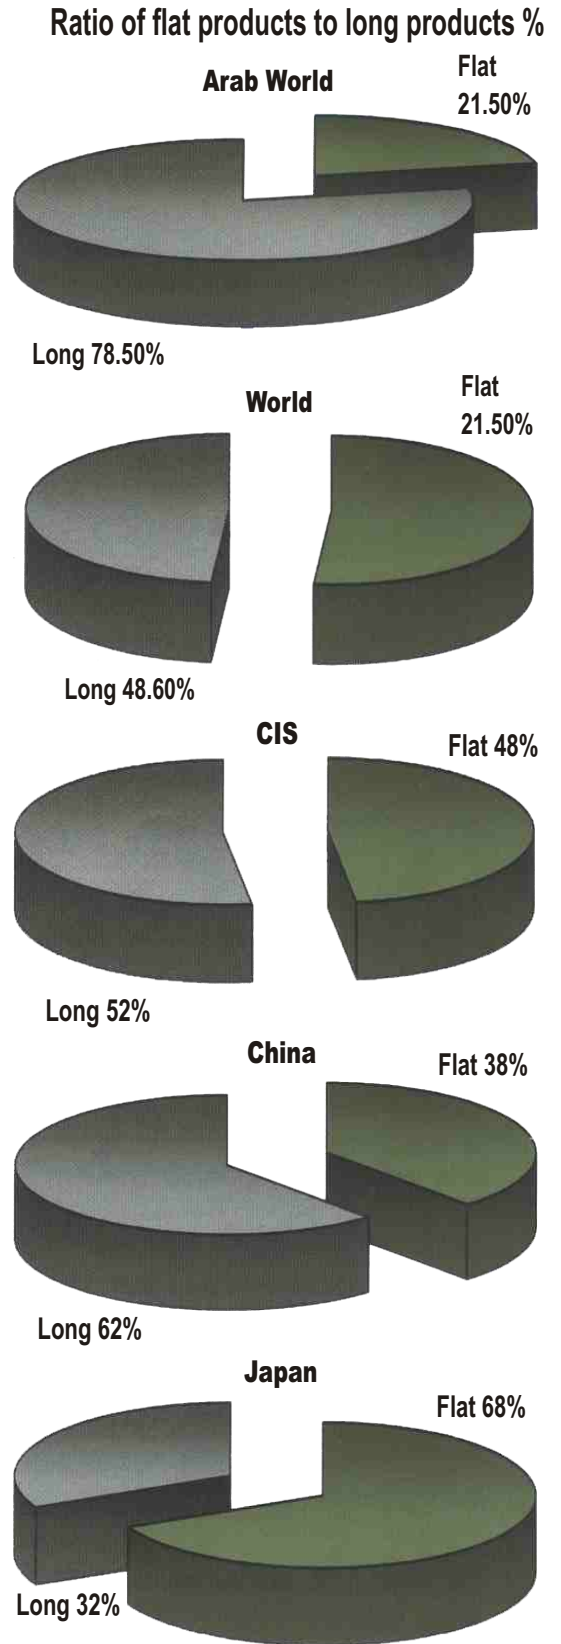 Ratio of flat products to long products %
Arab World
Flat
21.50%
Long 78.50%
World
Flat
21.50%
Long 48.60%
CIS
Flat 48%
Long 52%
China
Flat 38%
Long 62%
Japan
Flat 68%
Long 32%